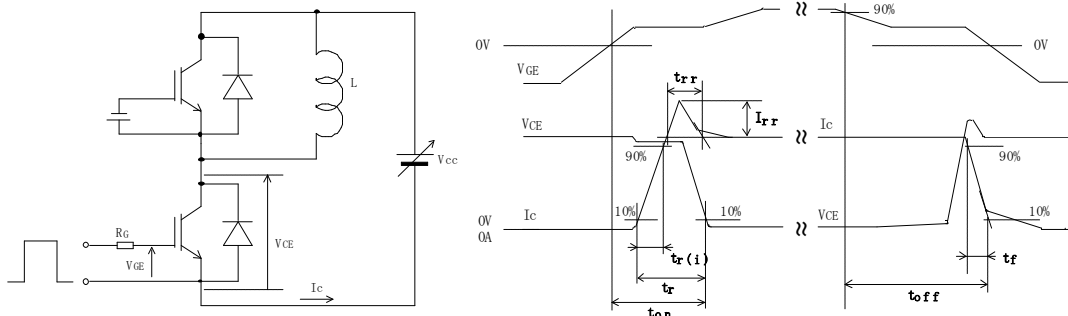 L
Vcc
RG
VGE
VCE
Ic
0V
VGE
trr
Irr
VCE
90%
0V
0A
Ic
10%
10%
tr(i)
tr
ton
90%
0V
Ic
90%
VCE
10%
tf
toff